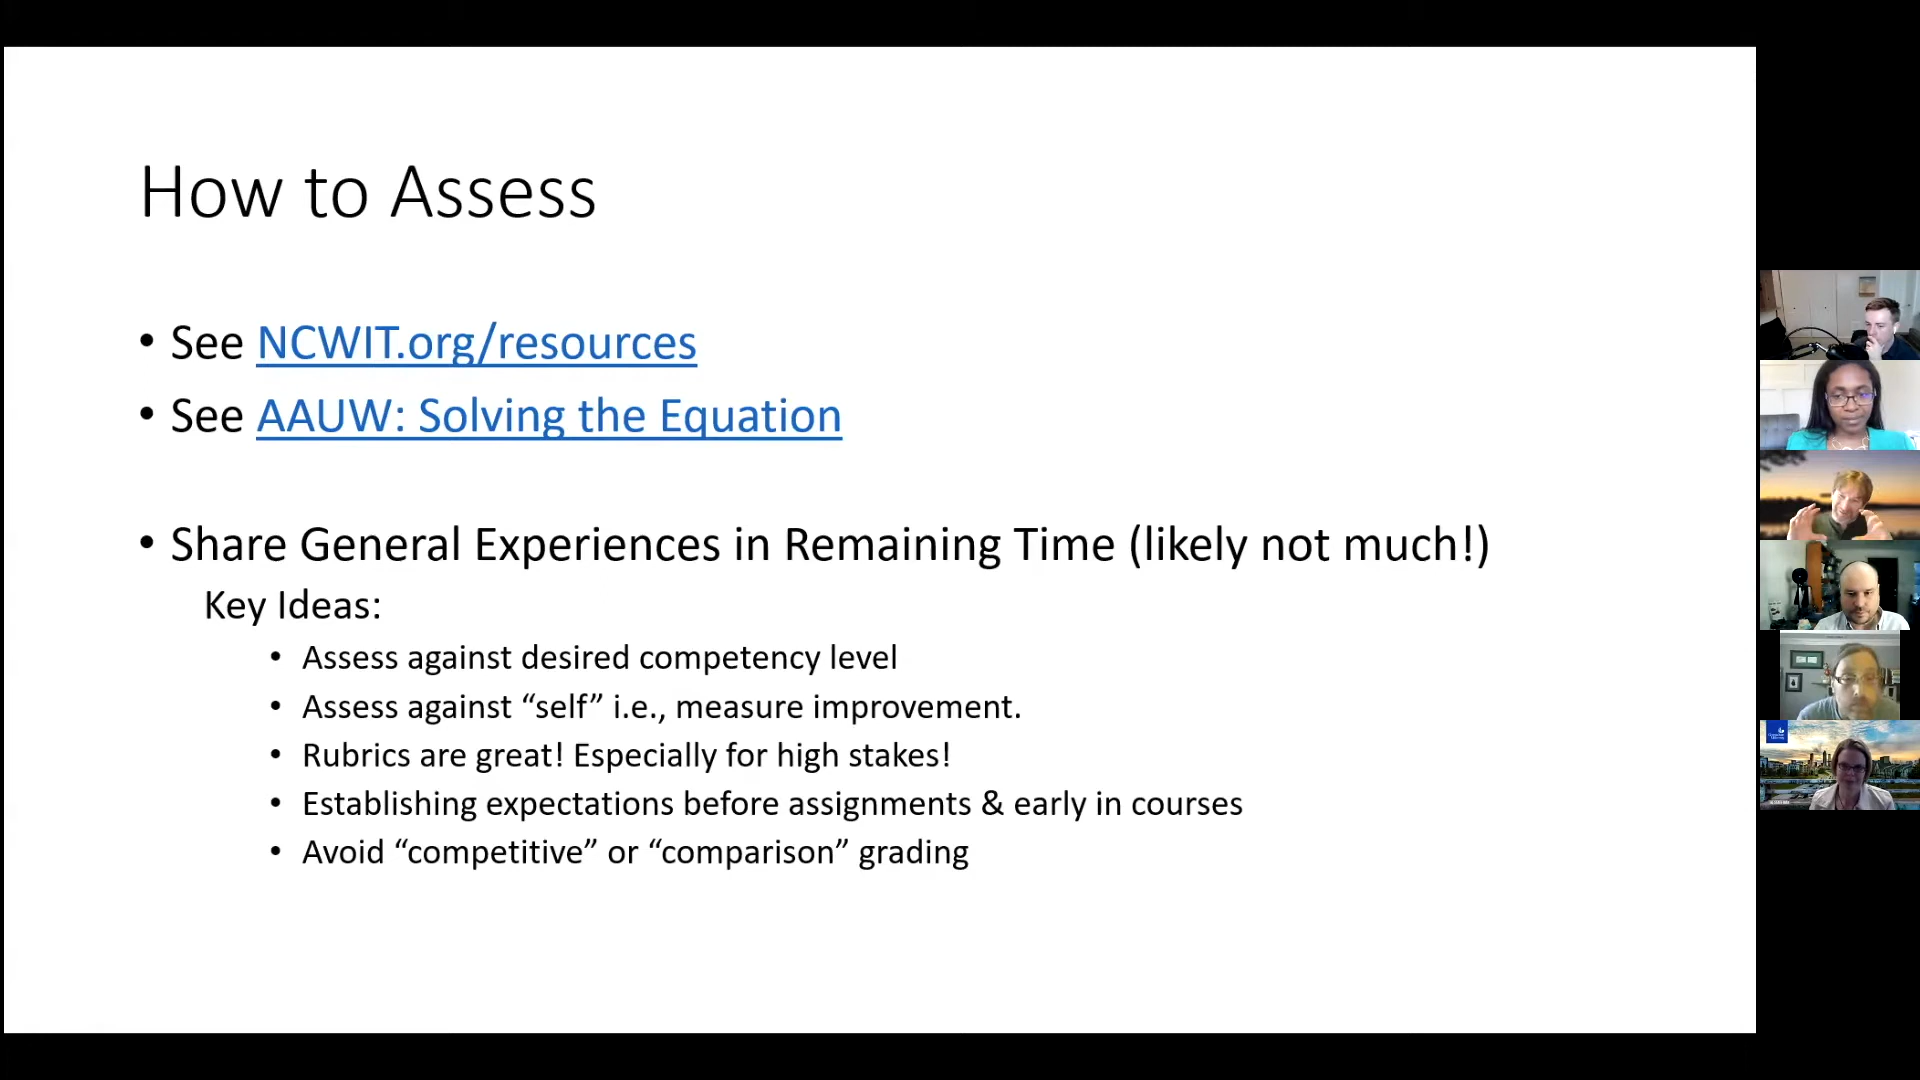 How to Assess
• See NCWIT.org/resources
• See AAUW: Solving the Equation
• Share General Experiences in Remaining Time (likely not much!)
Key Ideas:
• Assess against desired competency level
• Assess against “self” i.e., measure improvement.
• Rubrics are great! Especially for high stakes!
• Establishing expectations before assignments & early in courses
• Avoid “competitive” or “comparison” grading